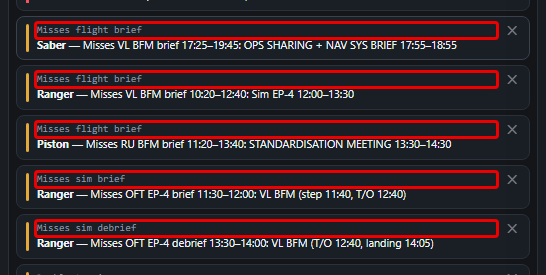 Misses flight brief
Saber — Misses VL BFM brief 17:25–19:45: OPS SHARING + NAV SYS BRIEF 17:55–18:55
Misses flight brief
Ranger — Misses VL BFM brief 10:20–12:40: Sim EP-4 12:00–13:30
Misses flight brief
Piston — Misses RU BFM brief 11:20–13:40: STANDARDISATION MEETING 13:30–14:30
Misses sim brief
Ranger — Misses OFT EP-4 brief 11:30–12:00: VL BFM (step 11:40, T/O 12:40)
Misses sim debrief
Ranger — Misses OFT EP-4 debrief 13:30–14:00: VL BFM (T/O 12:40, landing 14:05)